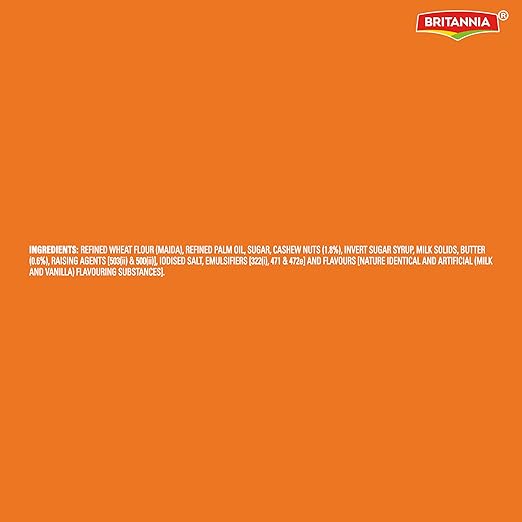 BRITANNIA®
INGREDIENTS: REFINED WHEAT FLOUR (MAIDA), REFINED PALM OIL, SUGAR, CASHEW NUTS (1.8%), INVERT SUGAR SYRUP, MILK SOLIDS, BUTTER
(0.6%), RAISING AGENTS [503(ii) & 500(ii)], IODISED SALT, EMULSIFIERS [322(i), 471 & 472e] AND FLAVOURS [NATURE IDENTICAL AND ARTIFICIAL (MILK
AND VANILLA) FLAVOURING SUBSTANCES].